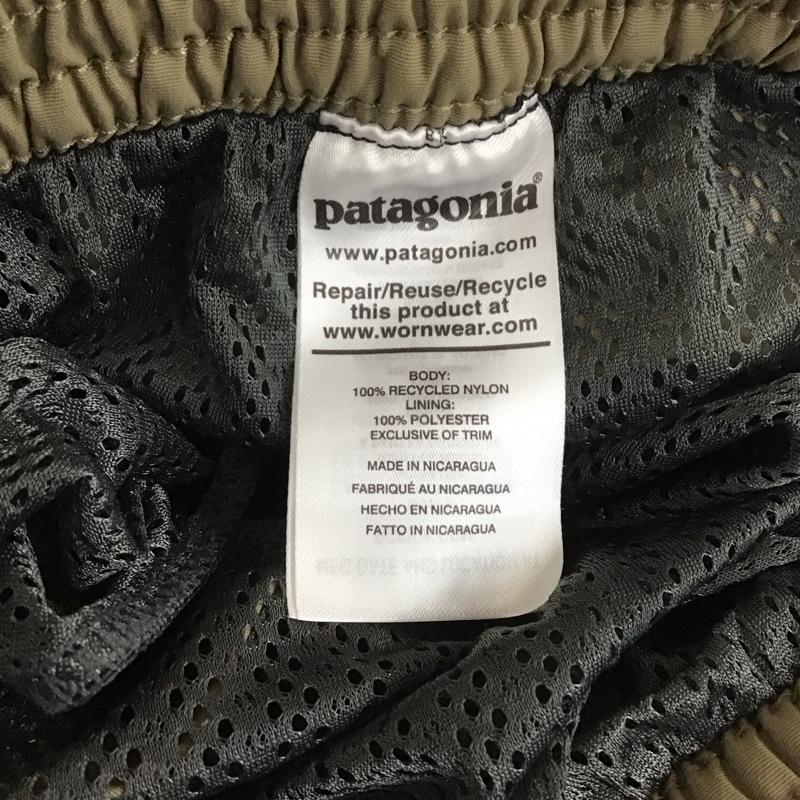 patagonia®
www.patagonia.com
Repair/Reuse/Recycle
this product at
www.wornwear.com
BODY:
100% RECYCLED NYLON
LINING:
100% POLYESTER
EXCLUSIVE OF TRIM
MADE IN NICARAGUA
FABRIQUÉ AU NICARAGUA
HECHO EN NICARAGUA
FATTO IN NICARAGUA